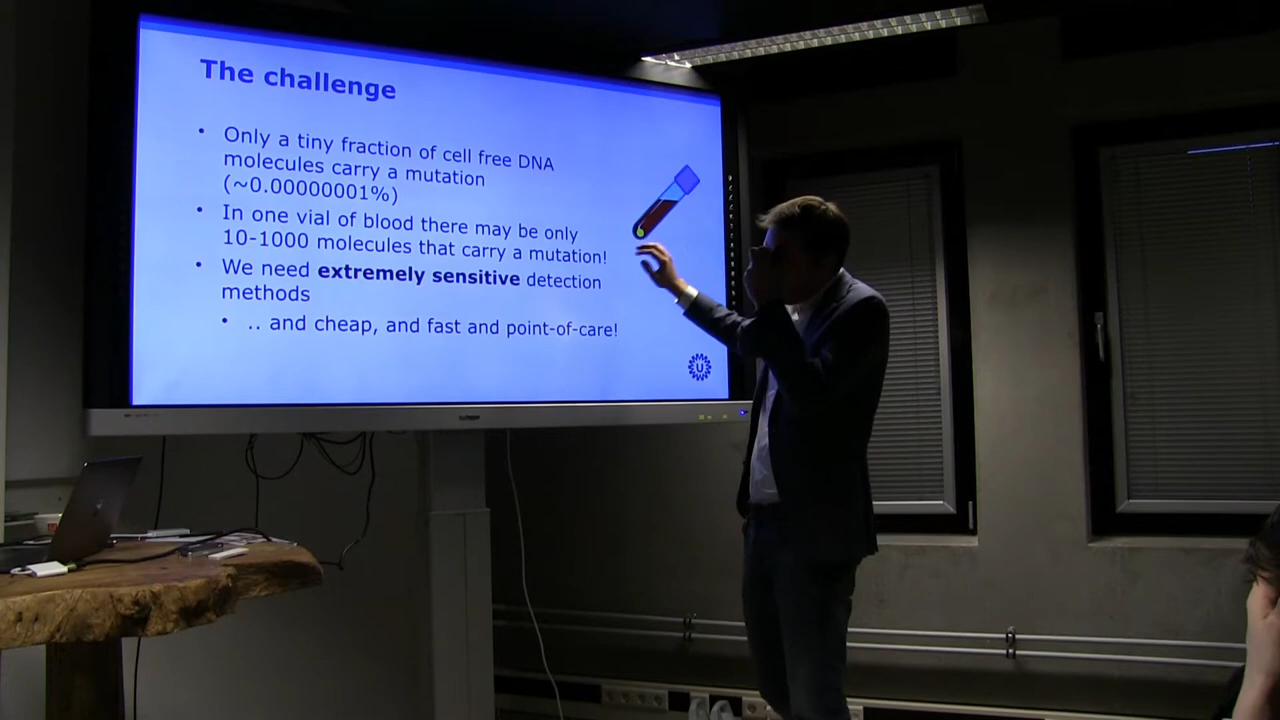 The challenge
• Only a tiny fraction of cell free DNA
molecules carry a mutation
(~0.00000001%)
• In one vial of blood there may be only
10-1000 molecules that carry a mutation!
• We need extremely sensitive detection
methods
• .. and cheap, and fast and point-of-care!
U